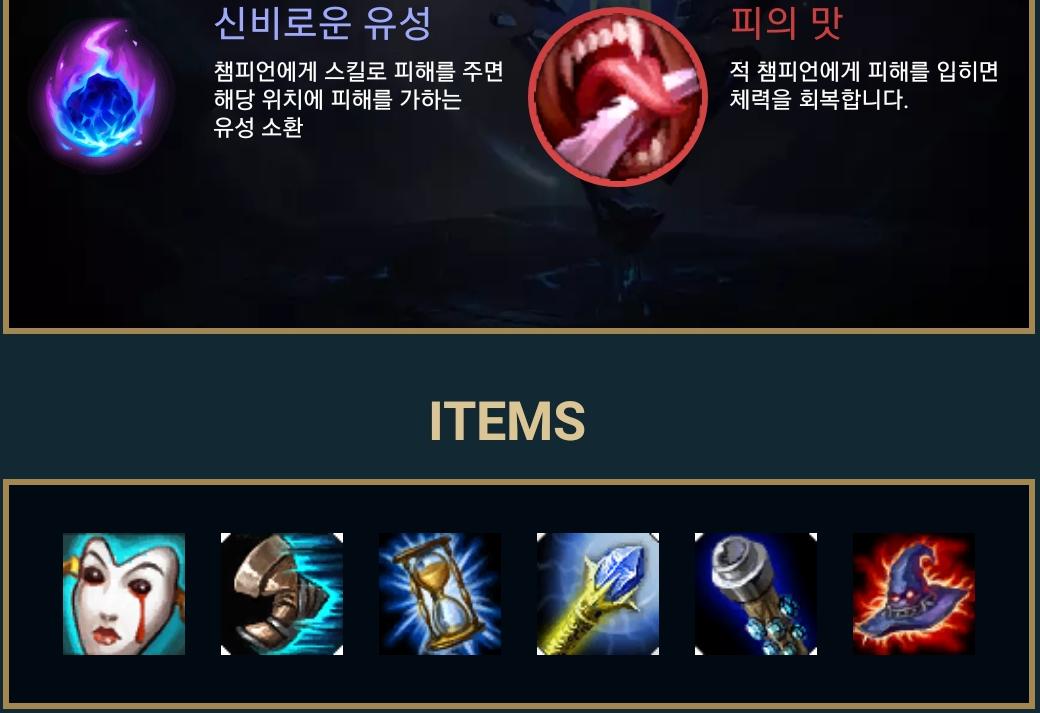 신비로운 유성
챔피언에게 스킬로 피해를 주면
해당 위치에 피해를 가하는
유성 소환
피의 맛
적 챔피언에게 피해를 입히면
체력을 회복합니다.
ITEMS